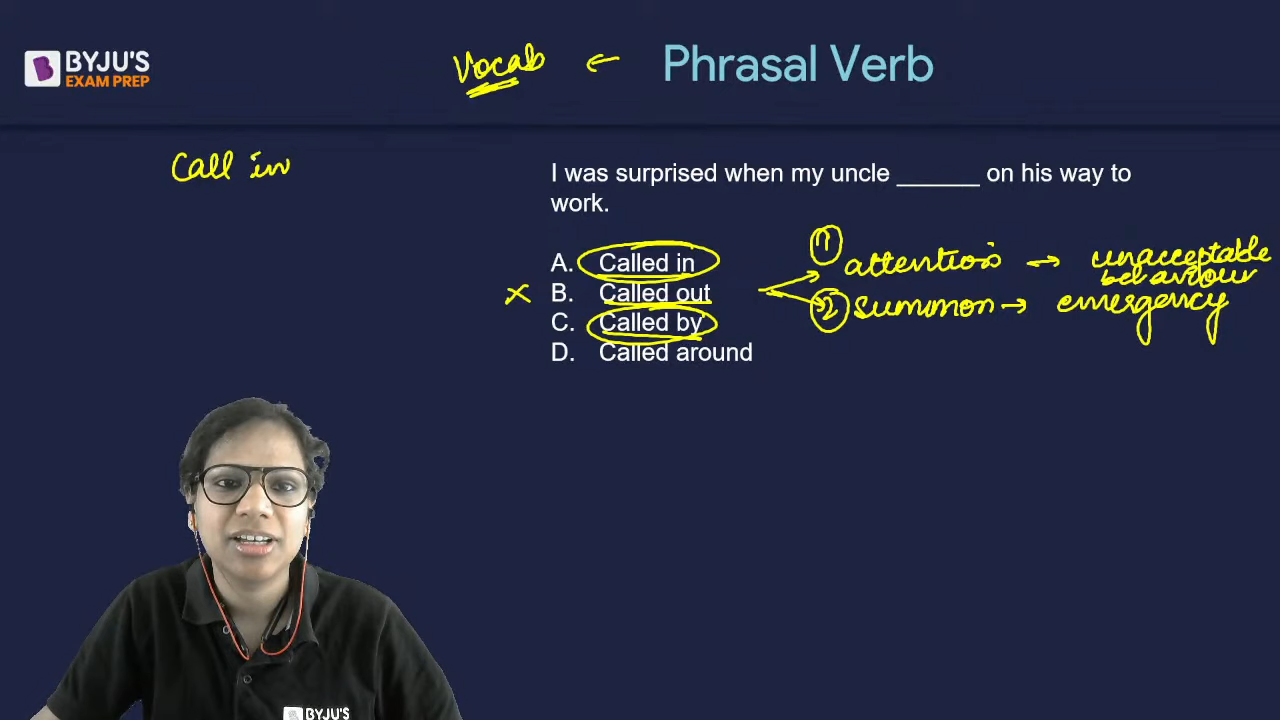 BYJU'S
EXAM PREP
Vocab ← Phrasal Verb
Call in
I was surprised when my uncle ______ on his way to
work.
A. Called in
B. Called out
C. Called by
D. Called around
① attention → unacceptable
behaviour
② summon → emergency
BYJU'S